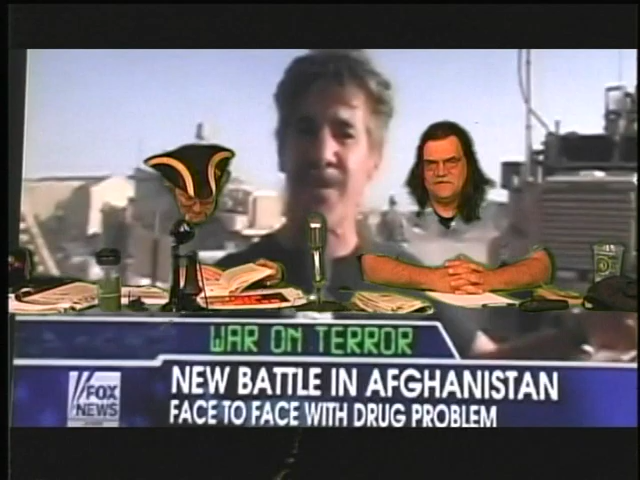 WAR ON TERROR
NEW BATTLE IN AFGHANISTAN
FACE TO FACE WITH DRUG PROBLEM
FOX
NEWS